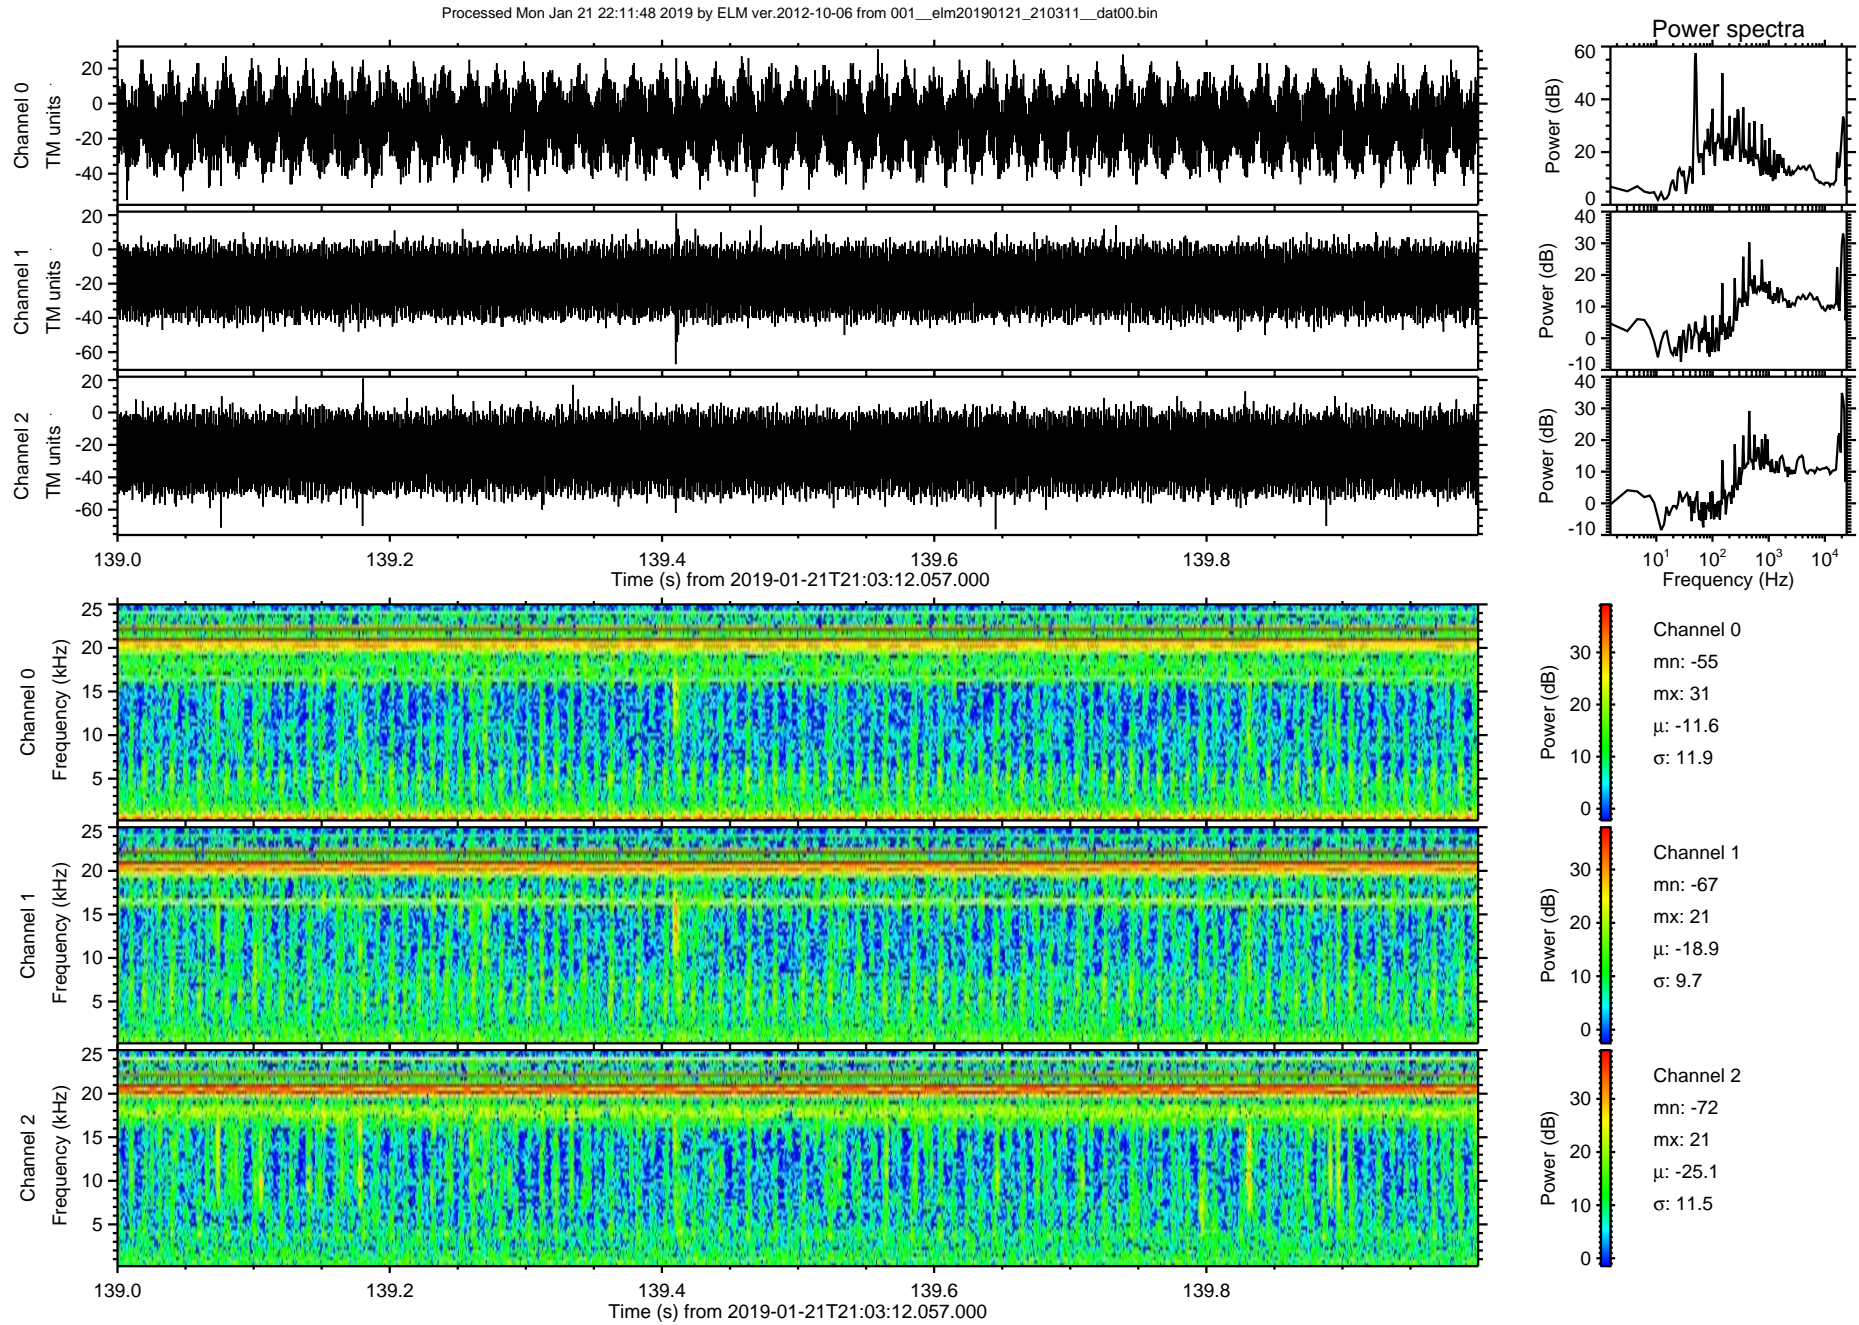 Processed Mon Jan 21 22:11:48 2019 by ELM ver.2012-10-06 from 001__elm20190121_210311__dat00.bin
Power spectra
Channel 0
TM units
20
0
-20
-40
Power (dB)
60
40
20
0
Channel 1
TM units
20
0
-20
-40
-60
Power (dB)
40
30
20
10
0
-10
Channel 2
TM units
20
0
-20
-40
-60
Power (dB)
40
30
20
10
0
-10
139.0 139.2 139.4 139.6 139.8
Time (s) from 2019-01-21T21:03:12.057.000
10¹ 10² 10³ 10⁴
Frequency (Hz)
Channel 0
Frequency (kHz)
25
20
15
10
5
Power (dB)
30
20
10
0
Channel 0
mn: -55
mx: 31
μ: -11.6
σ: 11.9
Channel 1
Frequency (kHz)
25
20
15
10
5
Power (dB)
30
20
10
0
Channel 1
mn: -67
mx: 21
μ: -18.9
σ: 9.7
Channel 2
Frequency (kHz)
25
20
15
10
5
Power (dB)
30
20
10
0
Channel 2
mn: -72
mx: 21
μ: -25.1
σ: 11.5
139.0 139.2 139.4 139.6 139.8
Time (s) from 2019-01-21T21:03:12.057.000